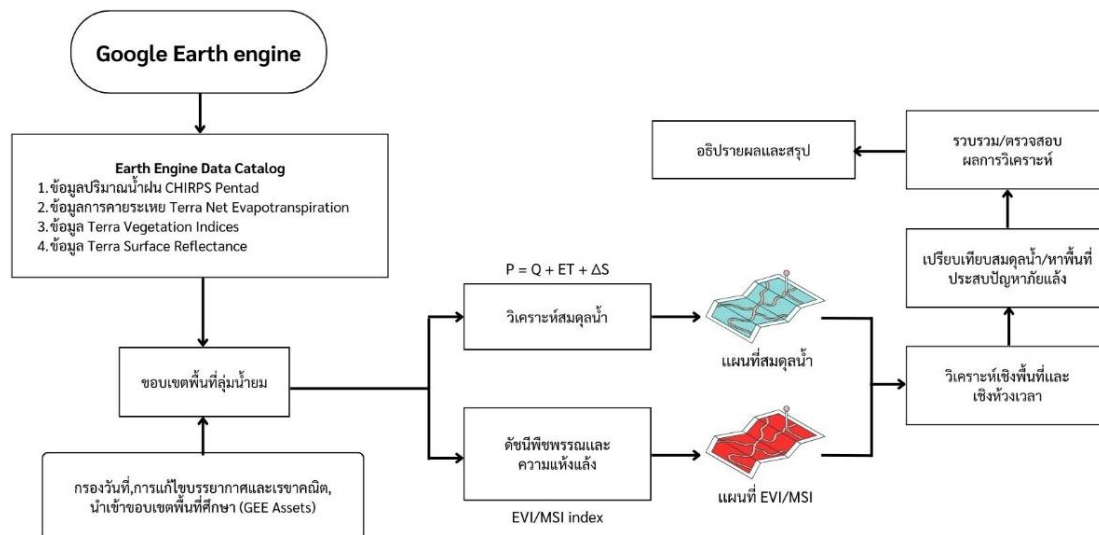 Google Earth engine
Earth Engine Data Catalog
1.ข้อมูลปริมาณน้ำฝน CHIRPS Pentad
2.ข้อมูลการคายระเหย Terra Net Evapotranspiration
3.ข้อมูล Terra Vegetation Indices
4.ข้อมูล Terra Surface Reflectance
ขอบเขตพื้นที่ลุ่มน้ำยม
กรองวันที่,การแก้ไขบรรยากาศและเรขาคณิต,
นำเข้าขอบเขตพื้นที่ศึกษา (GEE Assets)
P = Q + ET + ΔS
วิเคราะห์สมดุลน้ำ
แผนที่สมดุลน้ำ
ดัชนีพืชพรรณและ
ความแห้งแล้ง
EVI/MSI index
แผนที่ EVI/MSI
วิเคราะห์เชิงพื้นที่และ
เชิงห้วงเวลา
เปรียบเทียบสมดุลน้ำ/หาพื้นที่
ประสบปัญหาภัยแล้ง
รวบรวม/ตรวจสอบ
ผลการวิเคราะห์
อธิปรายผลและสรุป